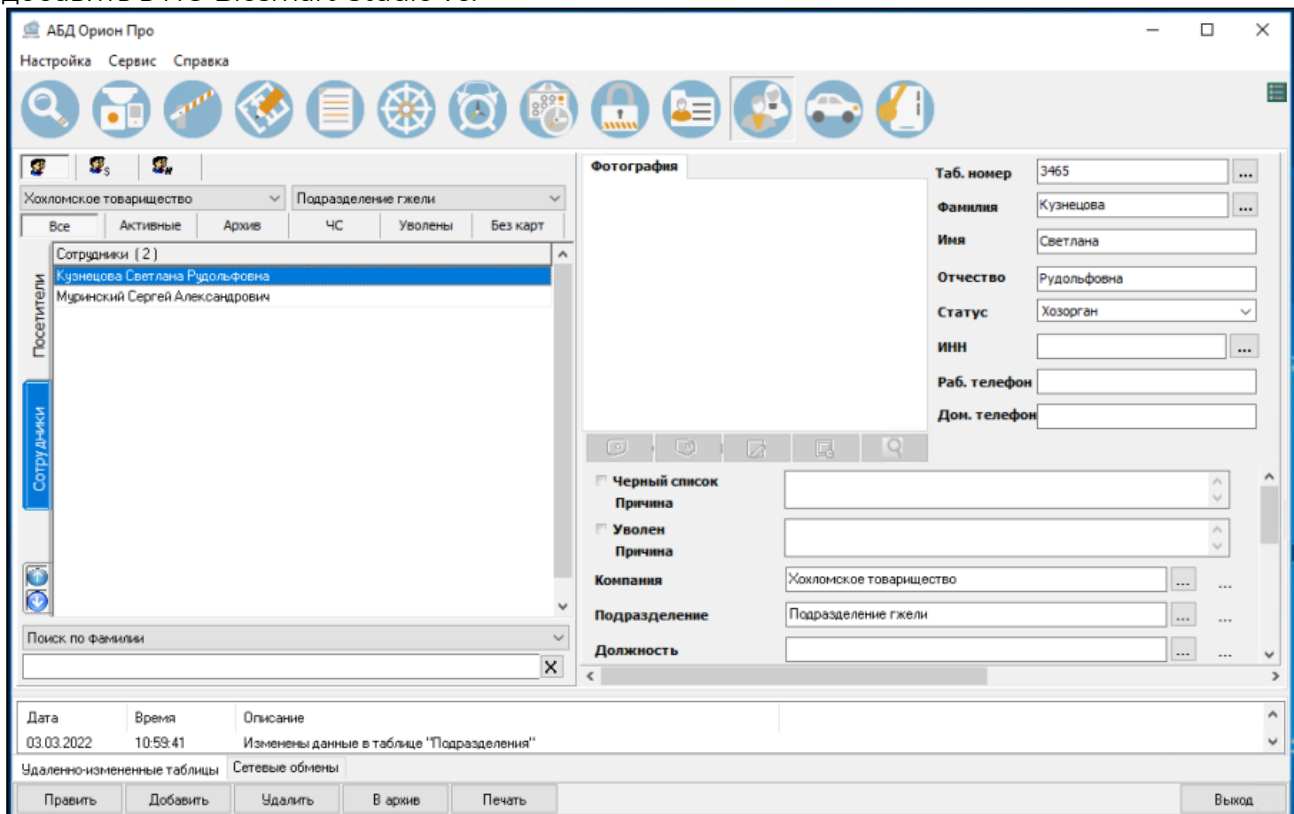 АБД Орион Про
Настройка Сервис Справка
Хохломское товарищество Подразделение гжели
Все Активные Архив ЧС Уволены Без карт
Сотрудники (2)
Кузнецова Светлана Рудольфовна
Муринский Сергей Александрович
Посетители
Сотрудники
Поиск по фамилии
Фотография
Таб. номер 3465 ...
Фамилия Кузнецова ...
Имя Светлана
Отчество Рудольфовна
Статус Хозорган
ИНН ...
Раб. телефон
Дом. телефон
Черный список
Причина
Уволен
Причина
Компания Хохломское товарищество ... ...
Подразделение Подразделение гжели ... ...
Должность ... ...
Дата Время Описание
03.03.2022 10:59:41 Изменены данные в таблице "Подразделения"
Удаленно-измененные таблицы Сетевые обмены
Править Добавить Удалить В архив Печать Выход